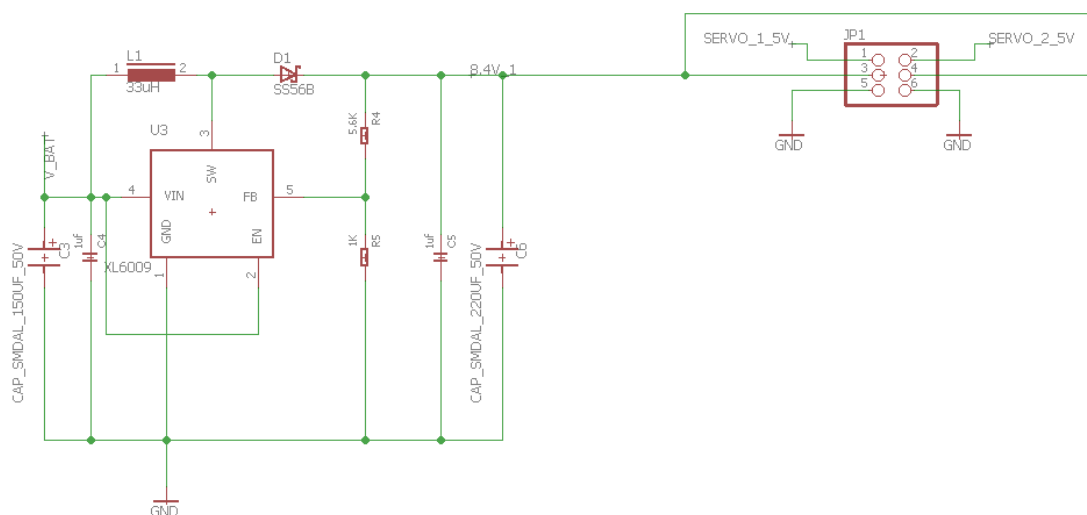 L1
1
2
33uH
D1
SS56B
8.4V_1
SERVO_1_5V
JP1
SERVO_2_5V
1
2
3
4
5
6
GND
GND
U3
3
SW
5.6K
R4
V_BAT
4
VIN
FB
5
GND
EN
1
2
XL6009
CAP_SMDAL_150UF_50V
C3
1uf
C4
1K
R5
1uf
C5
CAP_SMDAL_220UF_50V
C6
GND